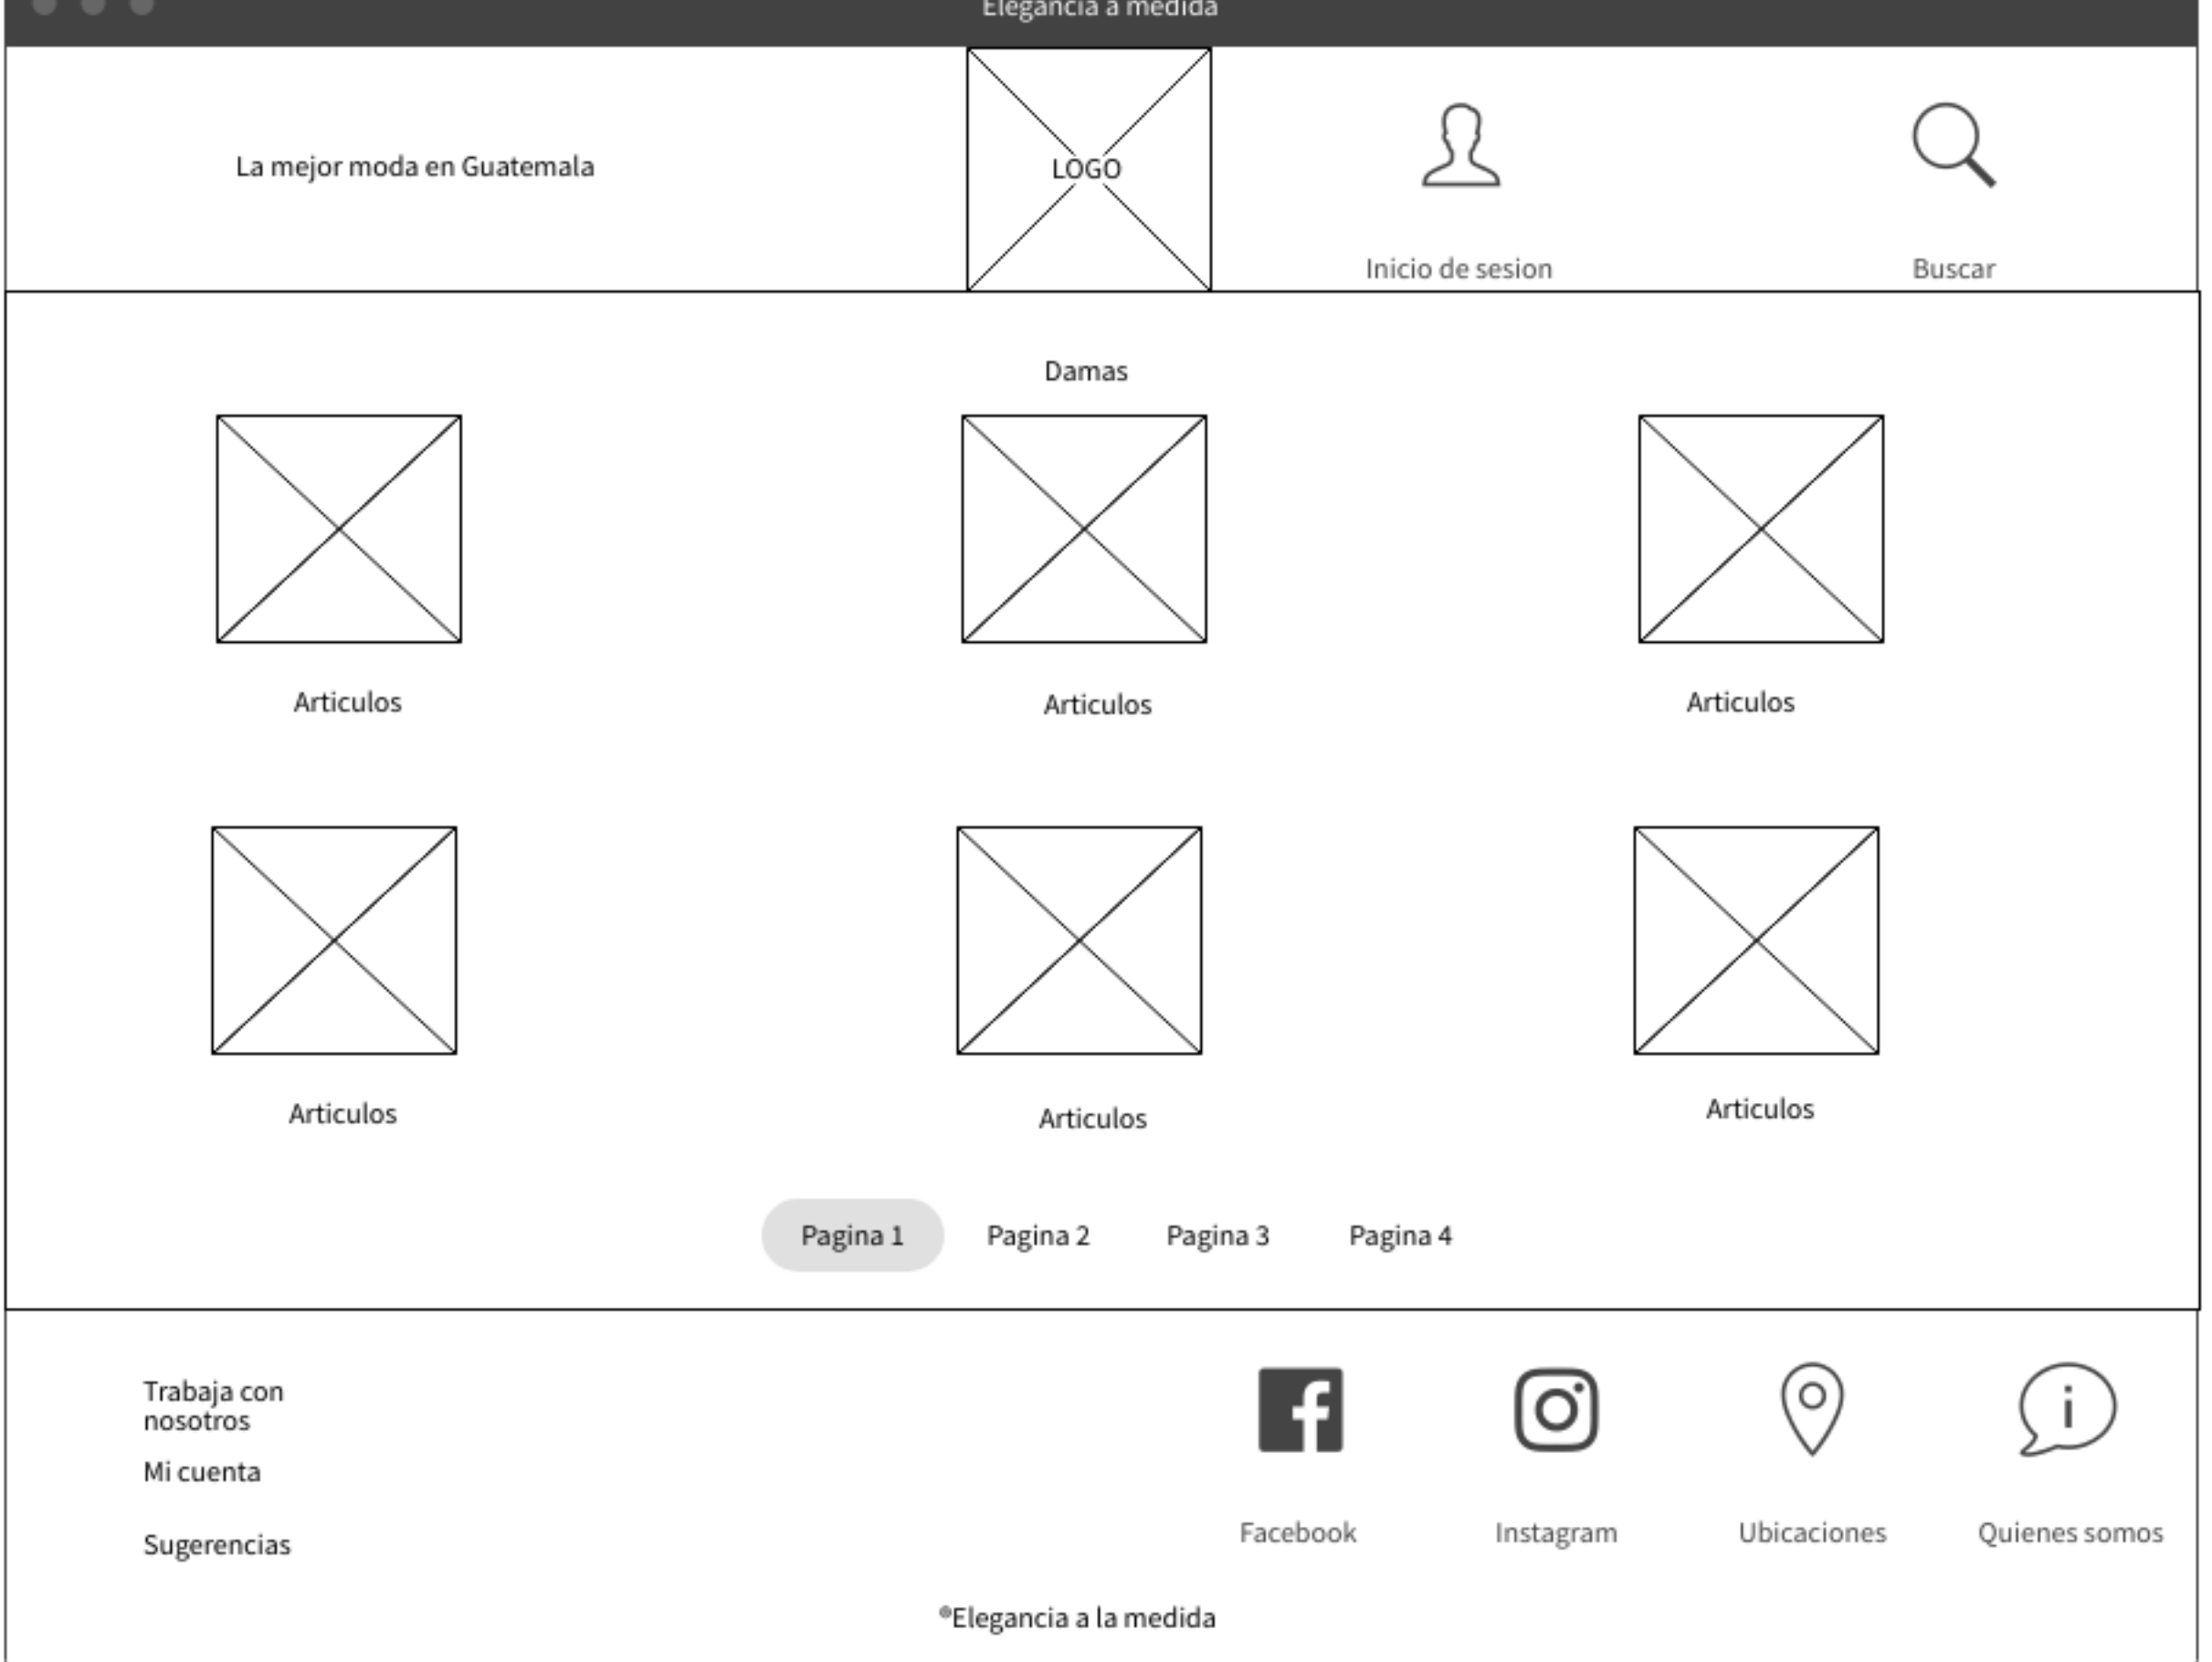 Elegancia a medida
La mejor moda en Guatemala
LOGO
Inicio de sesion
Buscar
Damas
Articulos
Articulos
Articulos
Articulos
Articulos
Articulos
Pagina 1
Pagina 2
Pagina 3
Pagina 4
Trabaja con
nosotros
Mi cuenta
Sugerencias
Facebook
Instagram
Ubicaciones
Quienes somos
®Elegancia a la medida